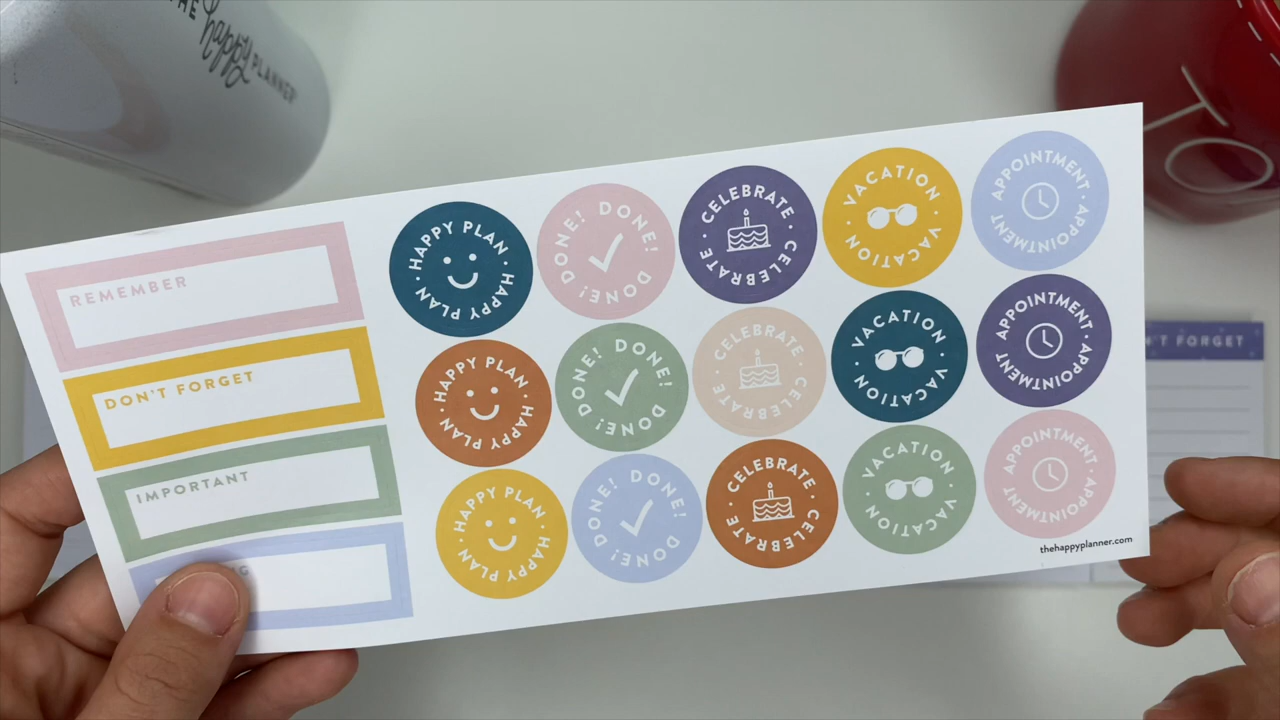 THE happy PLANNER
REMEMBER
DON'T FORGET
IMPORTANT
HAPPY PLAN · HAPPY PLAN ·
DONE! DONE! DONE!
CELEBRATE · CELEBRATE ·
VACATION · VACATION ·
APPOINTMENT · APPOINTMENT ·
HAPPY PLAN · HAPPY PLAN ·
DONE! DONE! DONE!
CELEBRATE · CELEBRATE ·
VACATION · VACATION ·
APPOINTMENT · APPOINTMENT ·
HAPPY PLAN · HAPPY PLAN ·
DONE! DONE! DONE!
CELEBRATE · CELEBRATE ·
VACATION · VACATION ·
APPOINTMENT · APPOINTMENT ·
thehappyplanner.com
FORGET